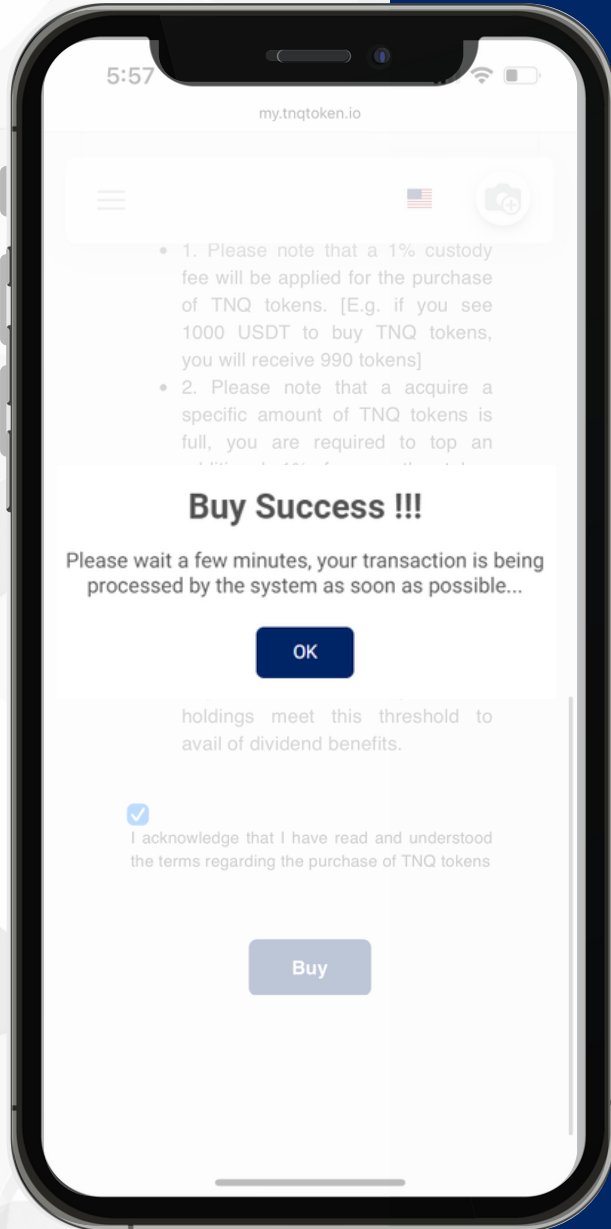 5:57
my.tnqtoken.io
• 1. Please note that a 1% custody
fee will be applied for the purchase
of TNQ tokens. [E.g. if you see
1000 USDT to buy TNQ tokens,
you will receive 990 tokens]
• 2. Please note that a acquire a
specific amount of TNQ tokens is
full, you are required to top an
Buy Success !!!
Please wait a few minutes, your transaction is being
processed by the system as soon as possible...
OK
holdings meet this threshold to
avail of dividend benefits.
I acknowledge that I have read and understood
the terms regarding the purchase of TNQ tokens
Buy